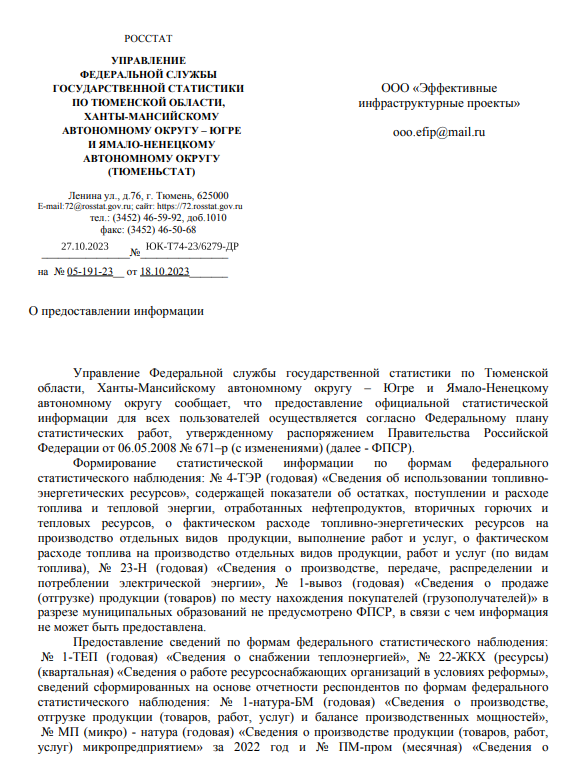 РОССТАТ
УПРАВЛЕНИЕ
ФЕДЕРАЛЬНОЙ СЛУЖБЫ
ГОСУДАРСТВЕННОЙ СТАТИСТИКИ
ПО ТЮМЕНСКОЙ ОБЛАСТИ,
ХАНТЫ-МАНСИЙСКОМУ
АВТОНОМНОМУ ОКРУГУ – ЮГРЕ
И ЯМАЛО-НЕНЕЦКОМУ
АВТОНОМНОМУ ОКРУГУ
(ТЮМЕНЬСТАТ)
Ленина ул., д.76, г. Тюмень, 625000
E-mail:72@rosstat.gov.ru; сайт: https://72.rosstat.gov.ru
тел.: (3452) 46-59-92, доб.1010
факс: (3452) 46-50-68
27.10.2023 № ЮК-Т74-23/6279-ДР
на № 05-191-23__ от 18.10.2023_______
ООО «Эффективные
инфраструктурные проекты»
ooo.efip@mail.ru
О предоставлении информации
Управление Федеральной службы государственной статистики по Тюменской
области, Ханты-Мансийскому автономному округу – Югре и Ямало-Ненецкому
автономному округу сообщает, что предоставление официальной статистической
информации для всех пользователей осуществляется согласно Федеральному плану
статистических работ, утвержденному распоряжением Правительства Российской
Федерации от 06.05.2008 № 671–р (с изменениями) (далее - ФПСР).
Формирование статистической информации по формам федерального
статистического наблюдения: № 4-ТЭР (годовая) «Сведения об использовании топливно-
энергетических ресурсов», содержащей показатели об остатках, поступлении и расходе
топлива и тепловой энергии, отработанных нефтепродуктов, вторичных горючих и
тепловых ресурсов, о фактическом расходе топливно-энергетических ресурсов на
производство отдельных видов продукции, выполнение работ и услуг, о фактическом
расходе топлива на производство отдельных видов продукции, работ и услуг (по видам
топлива), № 23-Н (годовая) «Сведения о производстве, передаче, распределении и
потреблении электрической энергии», № 1-вывоз (годовая) «Сведения о продаже
(отгрузке) продукции (товаров) по месту нахождения покупателей (грузополучателей)» в
разрезе муниципальных образований не предусмотрено ФПСР, в связи с чем информация
не может быть предоставлена.
Предоставление сведений по формам федерального статистического наблюдения:
№ 1-ТЕП (годовая) «Сведения о снабжении теплоэнергией», № 22-ЖКХ (ресурсы)
(квартальная) «Сведения о работе ресурсоснабжающих организаций в условиях реформы»,
сведений сформированных на основе отчетности респондентов по формам федерального
статистического наблюдения: № 1-натура-БМ (годовая) «Сведения о производстве,
отгрузке продукции (товаров, работ, услуг) и балансе производственных мощностей»,
№ МП (микро) - натура (годовая) «Сведения о производстве продукции (товаров, работ,
услуг) микропредприятием» за 2022 год и № ПМ-пром (месячная) «Сведения о